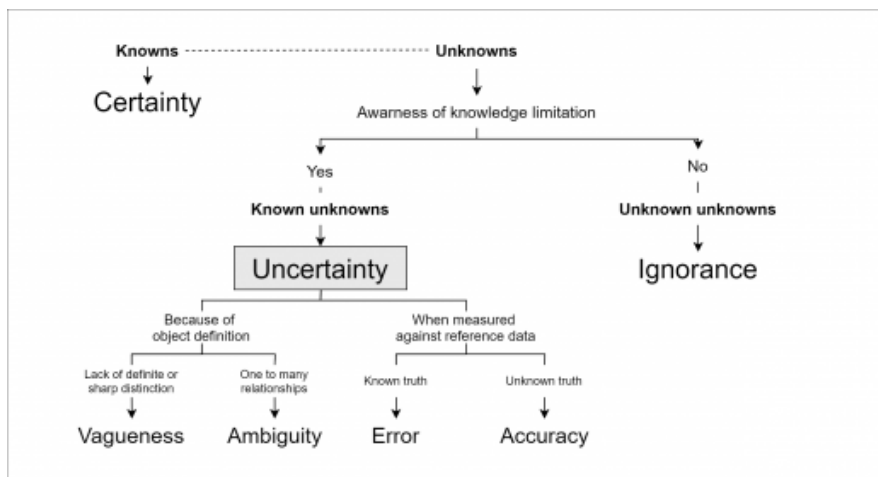 Knowns
Unknowns
Certainty
Awarness of knowledge limitation
Yes
No
Known unknowns
Unknown unknowns
Uncertainty
Ignorance
Because of
object definition
When measured
against reference data
Lack of definite or
sharp distinction
One to many
relationships
Known truth
Unknown truth
Vagueness
Ambiguity
Error
Accuracy